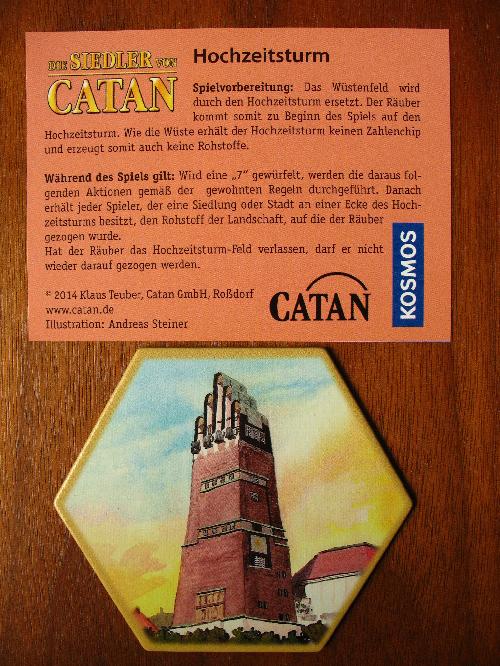 DIE SIEDLER VON
CATAN
Hochzeitsturm
Spielvorbereitung: Das Wüstenfeld wird
durch den Hochzeitsturm ersetzt. Der Räuber
kommt somit zu Beginn des Spiels auf den
Hochzeitsturm. Wie die Wüste erhält der Hochzeitsturm keinen Zahlenchip
und erzeugt somit auch keine Rohstoffe.
Während des Spiels gilt: Wird eine „7” gewürfelt, werden die daraus fol-
genden Aktionen gemäß der gewohnten Regeln durchgeführt. Danach
erhält jeder Spieler, der eine Siedlung oder Stadt an einer Ecke des Hoch-
zeitsturms besitzt, den Rohstoff der Landschaft, auf die der Räuber
gezogen wurde.
Hat der Räuber das Hochzeitsturm-Feld verlassen, darf er nicht
wieder darauf gezogen werden.
© 2014 Klaus Teuber, Catan GmbH, Roßdorf
www.catan.de
Illustration: Andreas Steiner
CATAN
KOSMOS